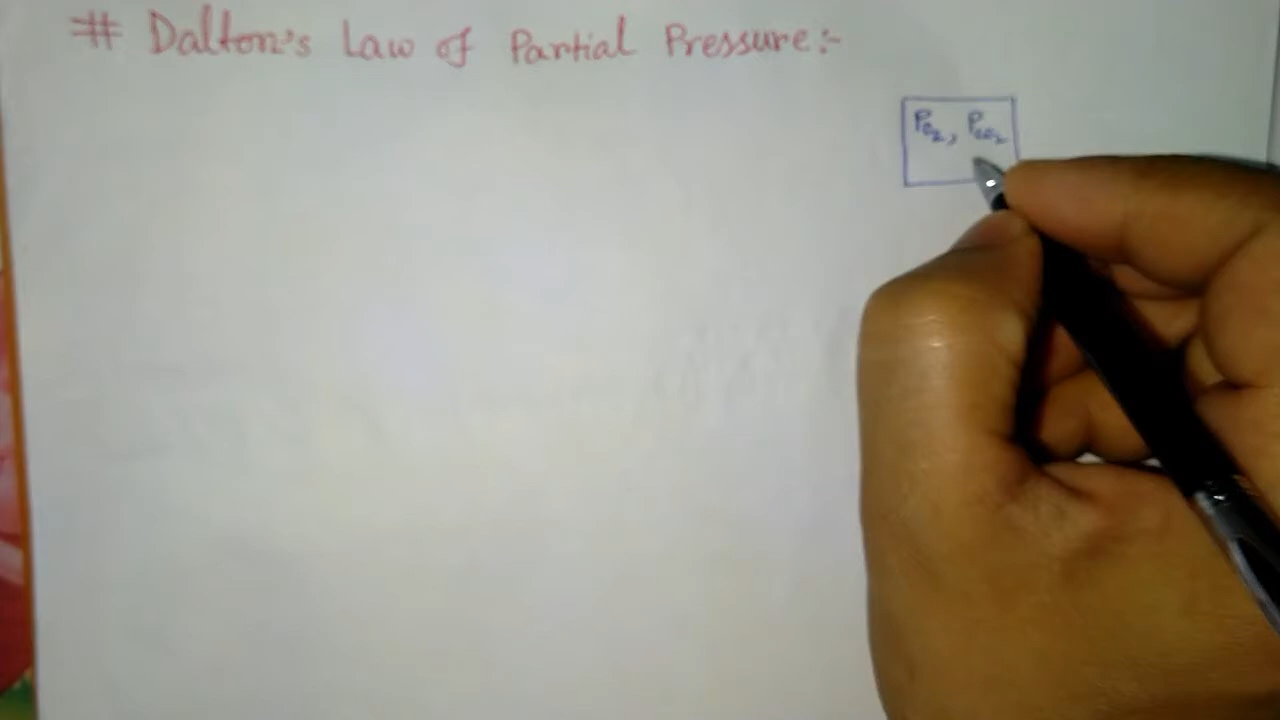 # Dalton's Law of Partial Pressure:-
PO₂, PCO₂